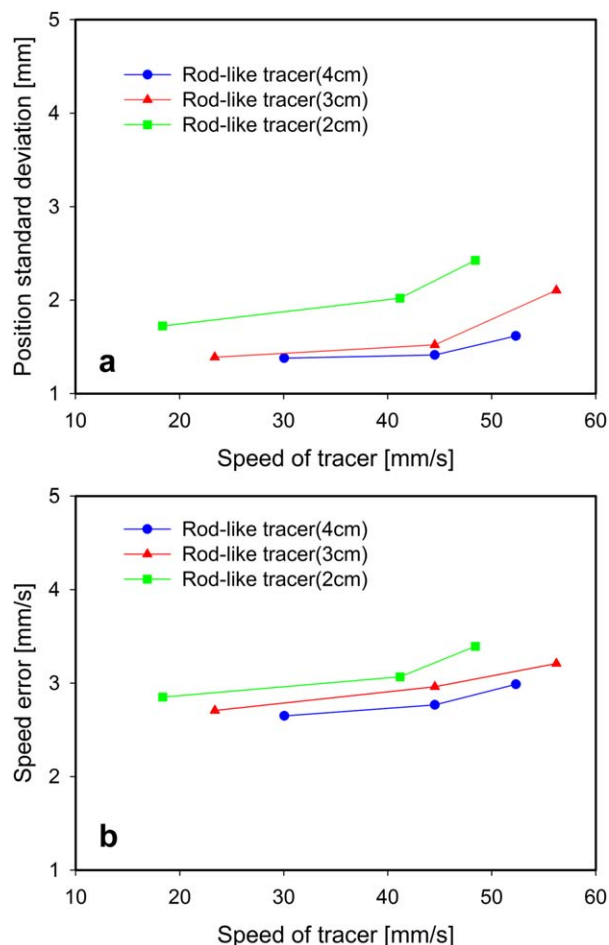 5
Rod-like tracer(4cm)
Rod-like tracer(3cm)
Rod-like tracer(2cm)
4
3
2
1
Position standard deviation [mm]
a
10 20 30 40 50 60
Speed of tracer [mm/s]
5
Rod-like tracer(4cm)
Rod-like tracer(3cm)
Rod-like tracer(2cm)
4
3
2
1
Speed error [mm/s]
b
10 20 30 40 50 60
Speed of tracer [mm/s]